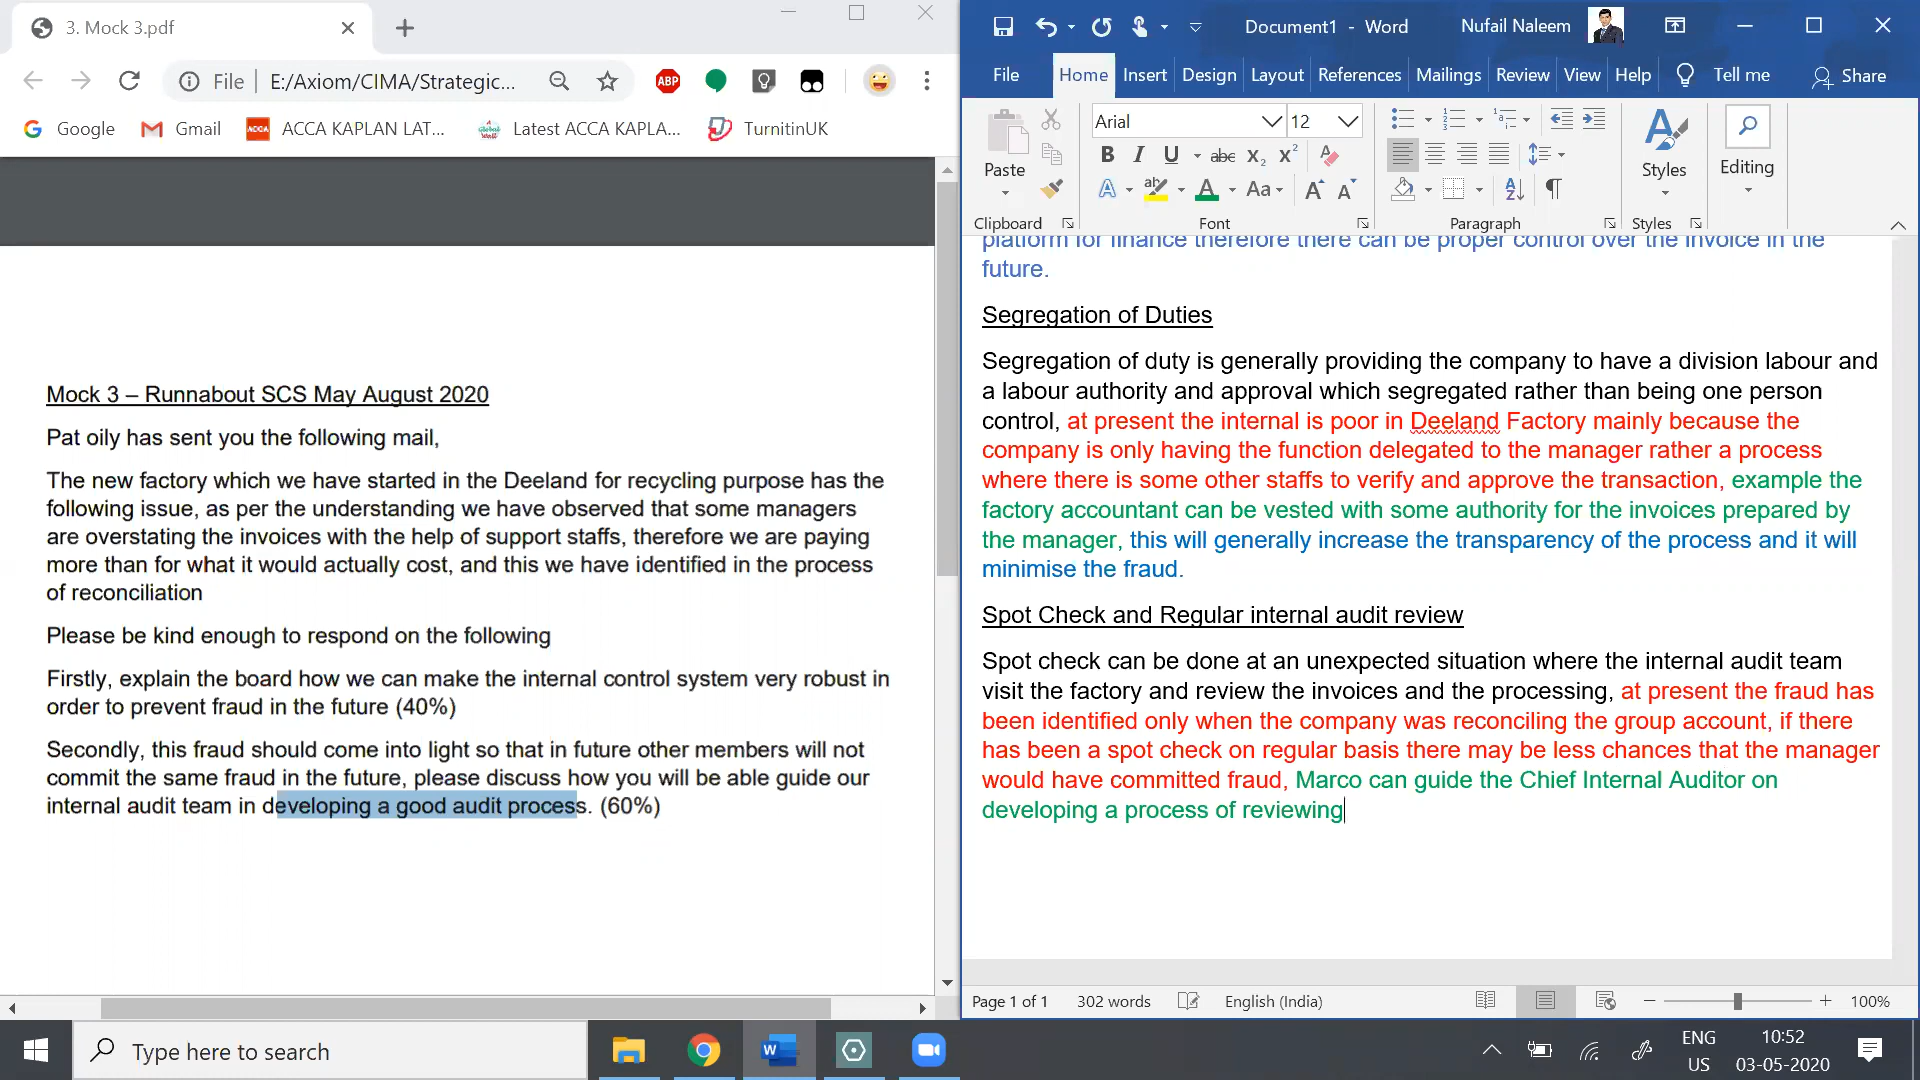 3. Mock 3.pdf
File
E:/Axiom/CIMA/Strategic...
ABP
Google
Gmail
ACCA
ACCA KAPLAN LAT...
Latest ACCA KAPLA...
TurnitinUK
Mock 3 – Runnabout SCS May August 2020
Pat oily has sent you the following mail,
The new factory which we have started in the Deeland for recycling purpose has the
following issue, as per the understanding we have observed that some managers
are overstating the invoices with the help of support staffs, therefore we are paying
more than for what it would actually cost, and this we have identified in the process
of reconciliation
Please be kind enough to respond on the following
Firstly, explain the board how we can make the internal control system very robust in
order to prevent fraud in the future (40%)
Secondly, this fraud should come into light so that in future other members will not
commit the same fraud in the future, please discuss how you will be able guide our
internal audit team in developing a good audit process. (60%)
Document1 - Word
Nufail Naleem
File
Home
Insert
Design
Layout
References
Mailings
Review
View
Help
Tell me
Share
Paste
Clipboard
Arial
12
Font
Paragraph
Styles
Styles
Editing
platform for finance therefore there can be proper control over the invoice in the
future.
Segregation of Duties
Segregation of duty is generally providing the company to have a division labour and
a labour authority and approval which segregated rather than being one person
control, at present the internal is poor in Deeland Factory mainly because the
company is only having the function delegated to the manager rather a process
where there is some other staffs to verify and approve the transaction, example the
factory accountant can be vested with some authority for the invoices prepared by
the manager, this will generally increase the transparency of the process and it will
minimise the fraud.
Spot Check and Regular internal audit review
Spot check can be done at an unexpected situation where the internal audit team
visit the factory and review the invoices and the processing, at present the fraud has
been identified only when the company was reconciling the group account, if there
has been a spot check on regular basis there may be less chances that the manager
would have committed fraud, Marco can guide the Chief Internal Auditor on
developing a process of reviewing
Page 1 of 1
302 words
English (India)
100%
Type here to search
ENG
US
10:52
03-05-2020